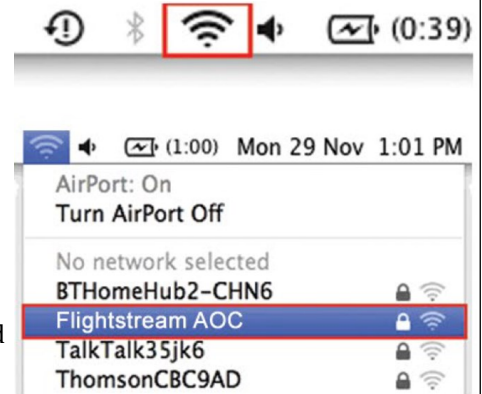 (0:39)
(1:00) Mon 29 Nov 1:01 PM
AirPort: On
Turn AirPort Off
No network selected
BTHomeHub2-CHN6
Flightstream AOC
TalkTalk35jk6
ThomsonCBC9AD